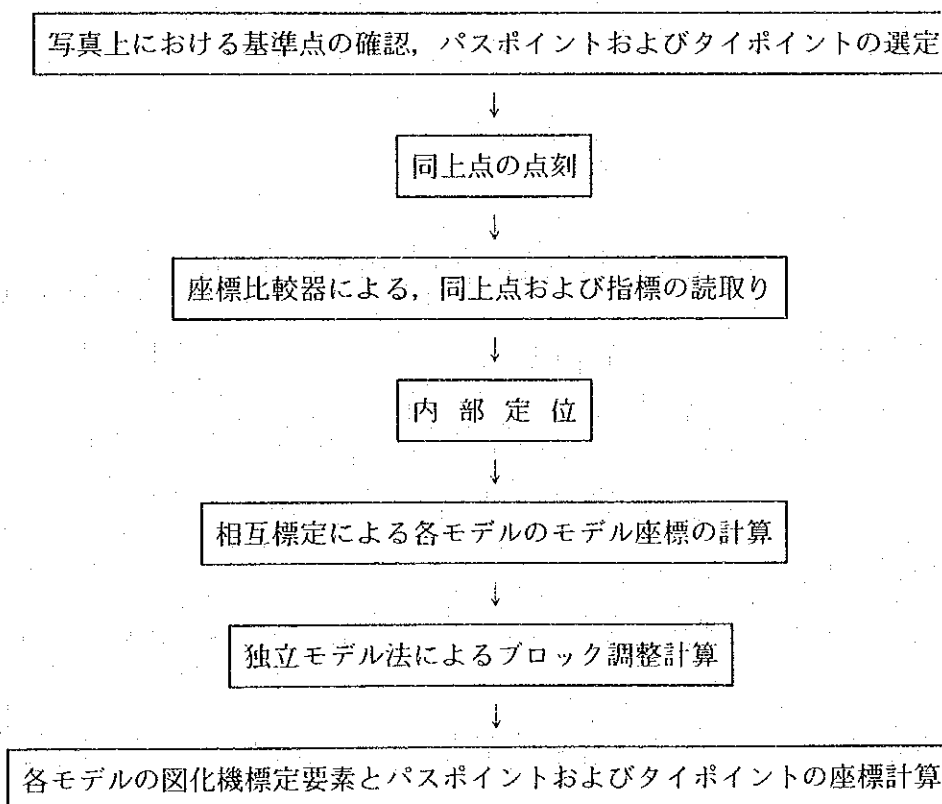 写真上における基準点の確認，パスポイントおよびタイポイントの選定
↓
同上点の点刻
↓
座標比較器による，同上点および指標の読取り
↓
内部定位
↓
相互標定による各モデルのモデル座標の計算
↓
独立モデル法によるブロック調整計算
↓
各モデルの図化機標定要素とパスポイントおよびタイポイントの座標計算